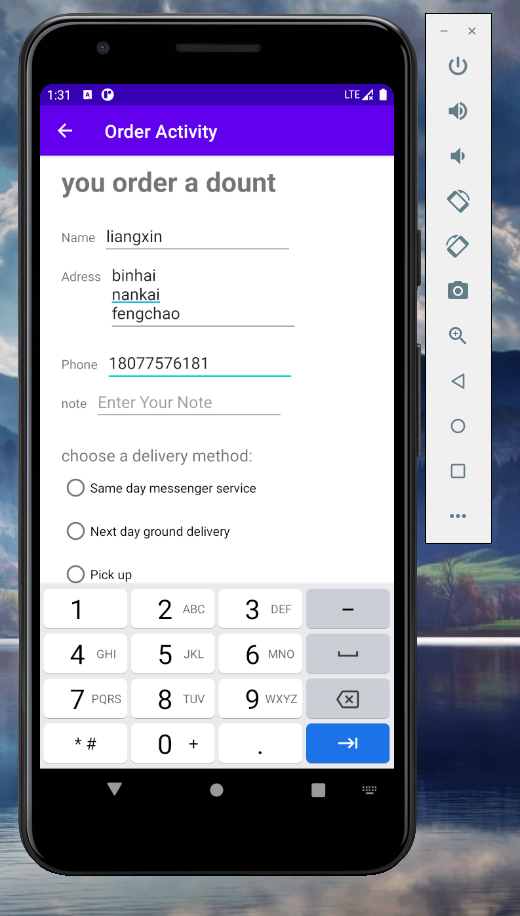 1:31
A
LTE
Order Activity
you order a dount
Name liangxin
Adress binhai
nankai
fengchao
Phone 18077576181
note Enter Your Note
choose a delivery method:
Same day messenger service
Next day ground delivery
Pick up
1 2 ABC 3 DEF –
4 GHI 5 JKL 6 MNO
7 PQRS 8 TUV 9 WXYZ
* # 0 + .